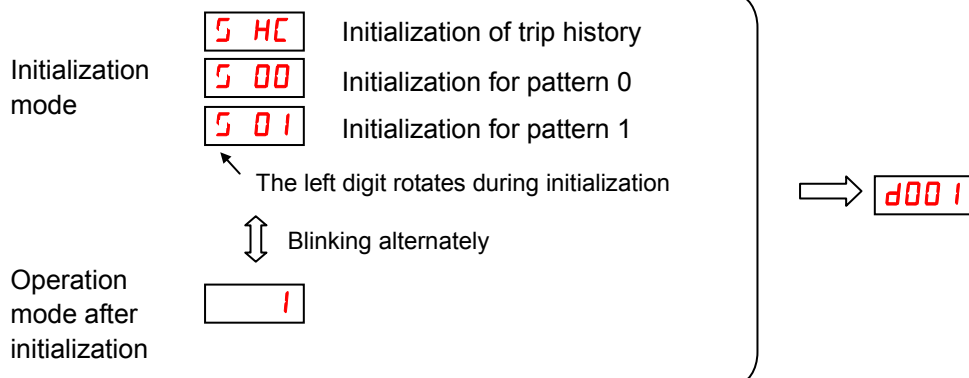 5 HC Initialization of trip history
Initialization
mode
5 00 Initialization for pattern 0
5 01 Initialization for pattern 1
The left digit rotates during initialization
d001
Blinking alternately
Operation
mode after
initialization
1